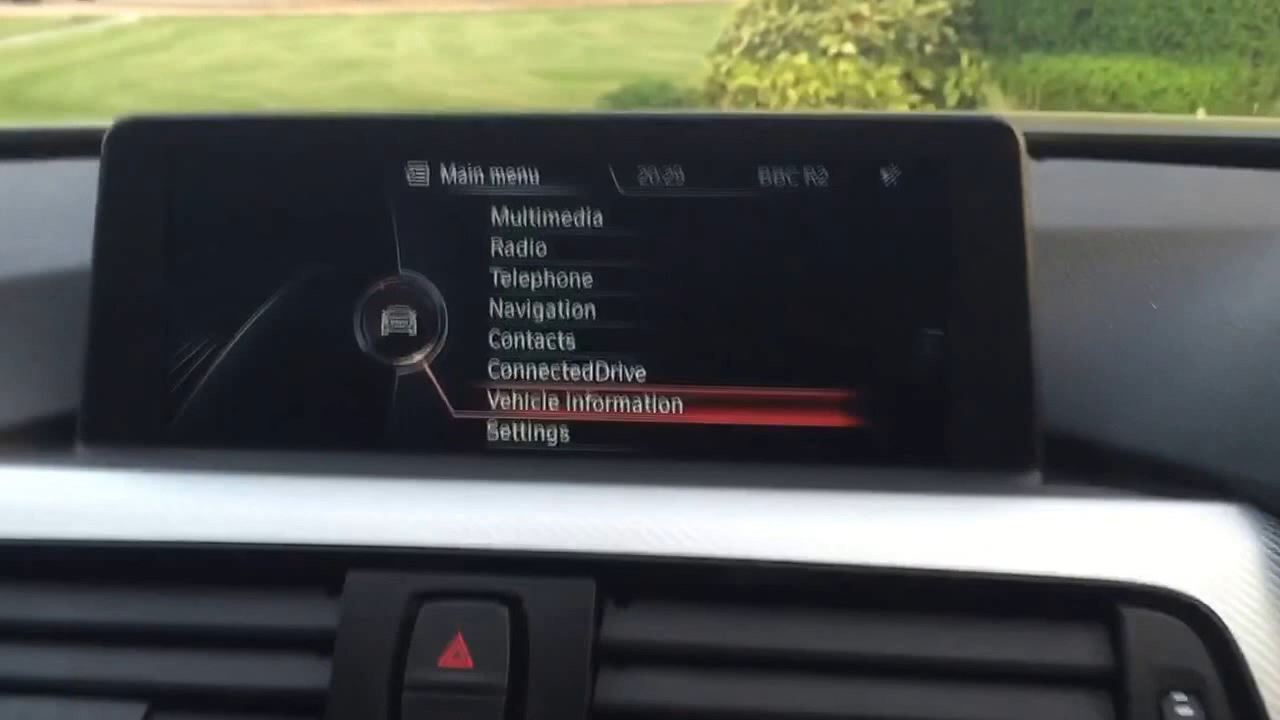 Main menu 20:29 BBC R2
Multimedia
Radio
Telephone
Navigation
Contacts
ConnectedDrive
Vehicle information
Settings